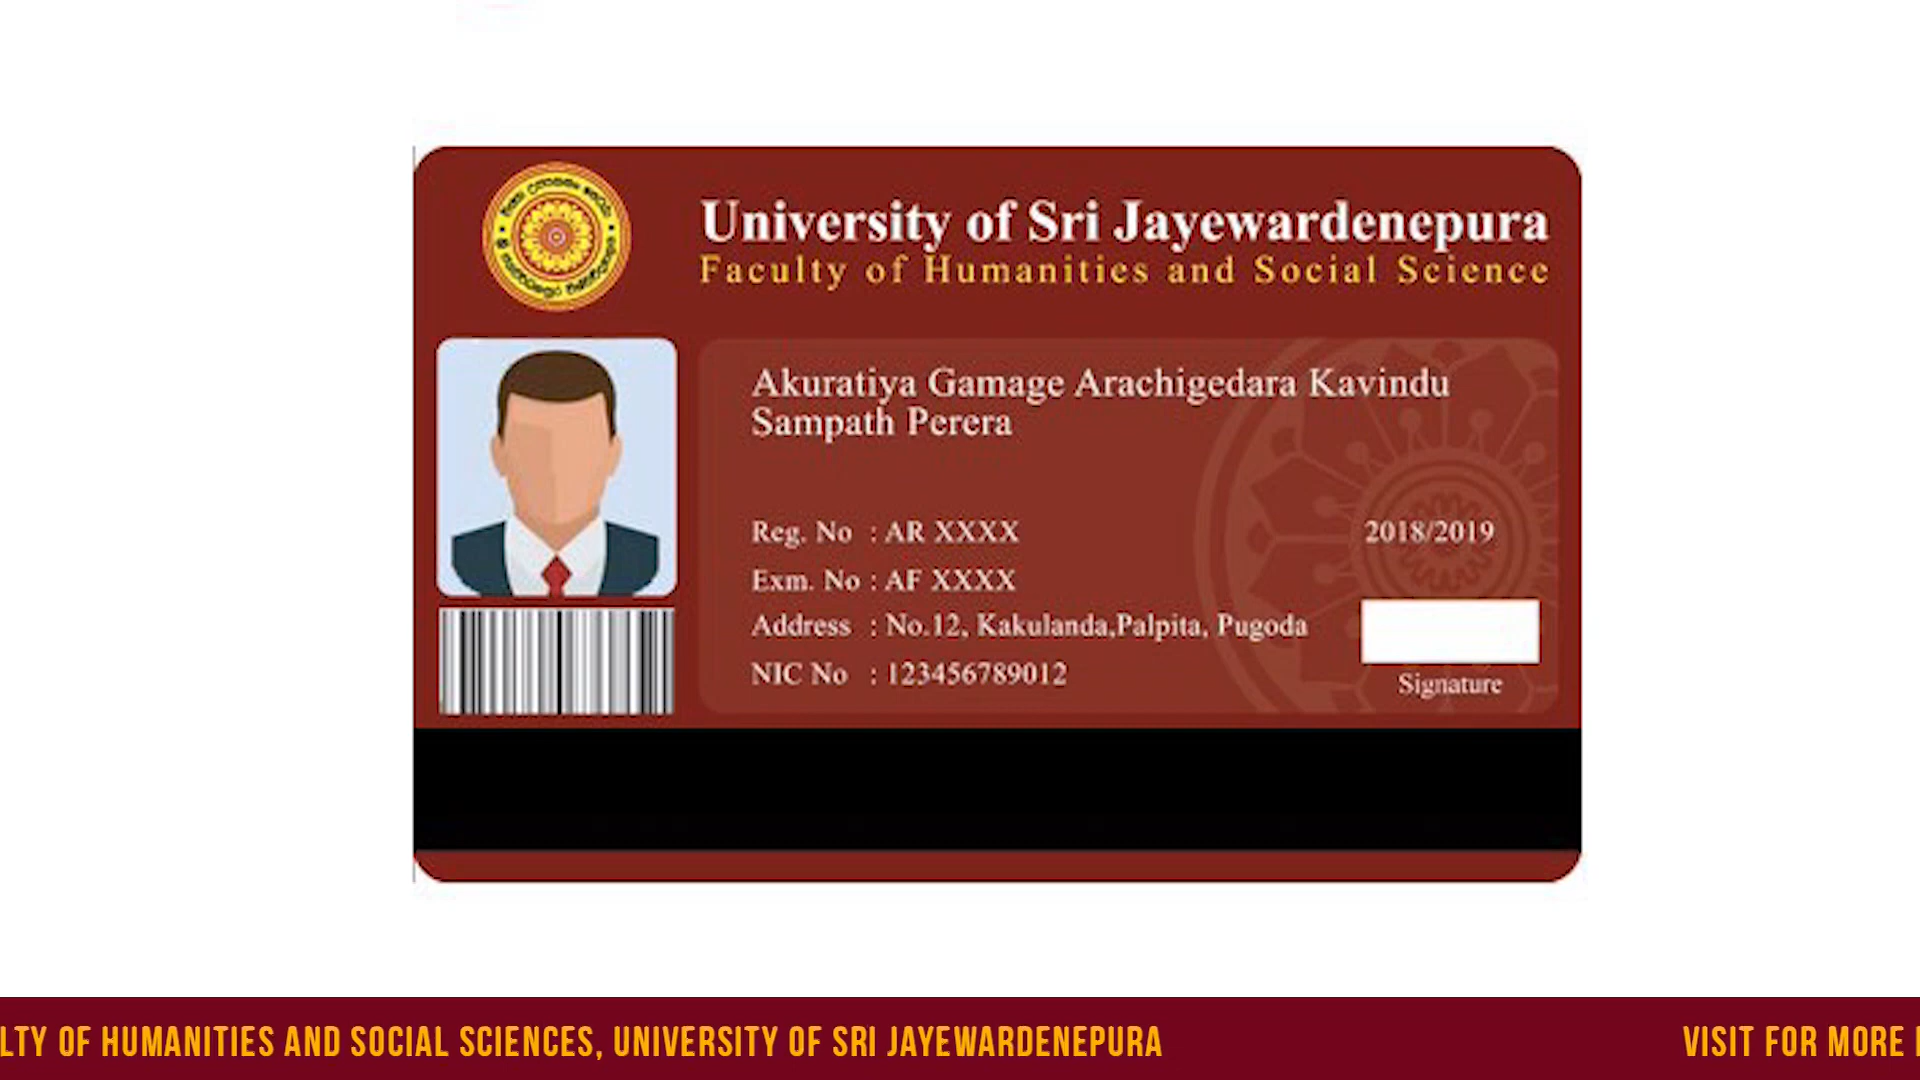 University of Sri Jayewardenepura
Faculty of Humanities and Social Science
Akuratiya Gamage Arachigedara Kavindu
Sampath Perera
Reg. No : AR XXXX
2018/2019
Exm. No : AF XXXX
Address : No.12, Kakulanda,Palpita, Pugoda
NIC No : 123456789012
Signature
LTY OF HUMANITIES AND SOCIAL SCIENCES, UNIVERSITY OF SRI JAYEWARDENEPURA
VISIT FOR MORE